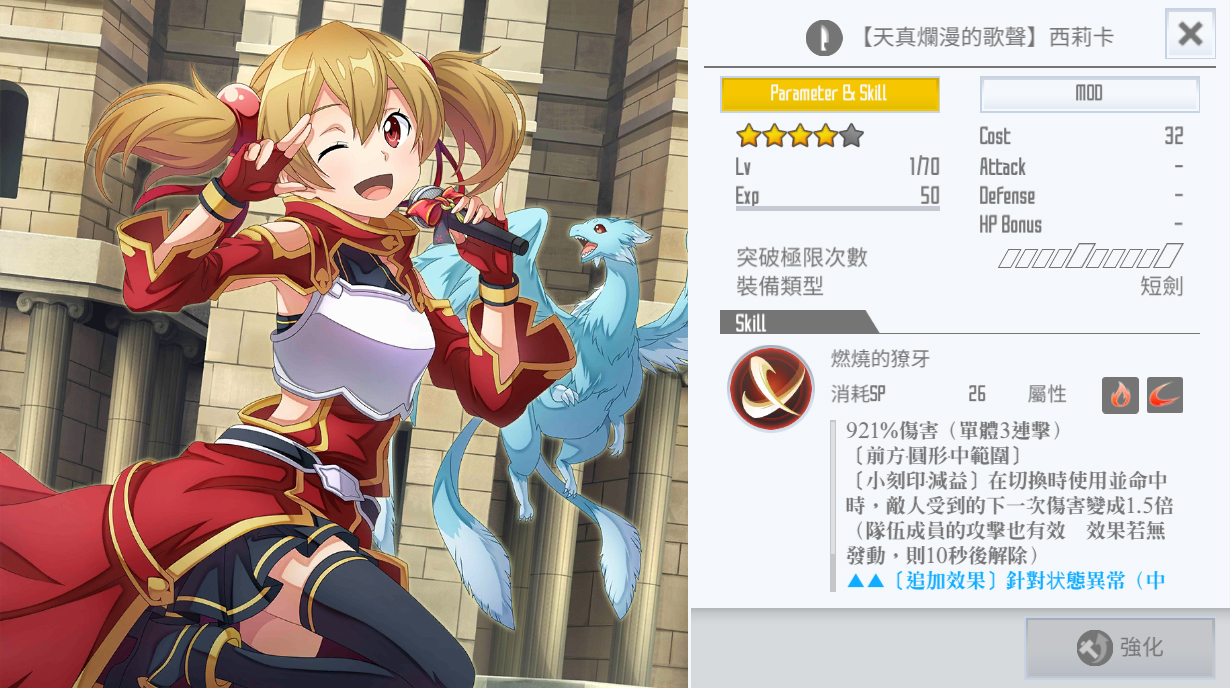 【天真爛漫的歌聲】西莉卡
Parameter & Skill
MOD
Lv 1/70
Exp 50
Cost 32
Attack -
Defense -
HP Bonus -
突破極限次數
裝備類型 短劍
Skill
燃燒的獠牙
消耗SP 26 屬性
921%傷害（單體3連擊）
〔前方·圓形·中範圍〕
〔小刻印·減益〕在切換時使用並命中
時，敵人受到的下一次傷害變成1.5倍
（隊伍成員的攻擊也有效　效果若無
發動，則10秒後解除）
▲▲〔追加效果〕針對状態異常（中
強化